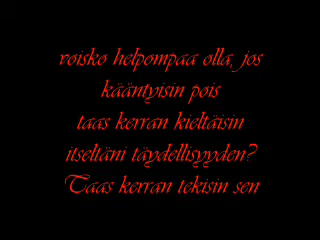 voisko helpompaa olla, jos
kääntyisin pois
taas kerran kieltäisin
itseltäni täydellisyyden?
Taas kerran tekisin sen